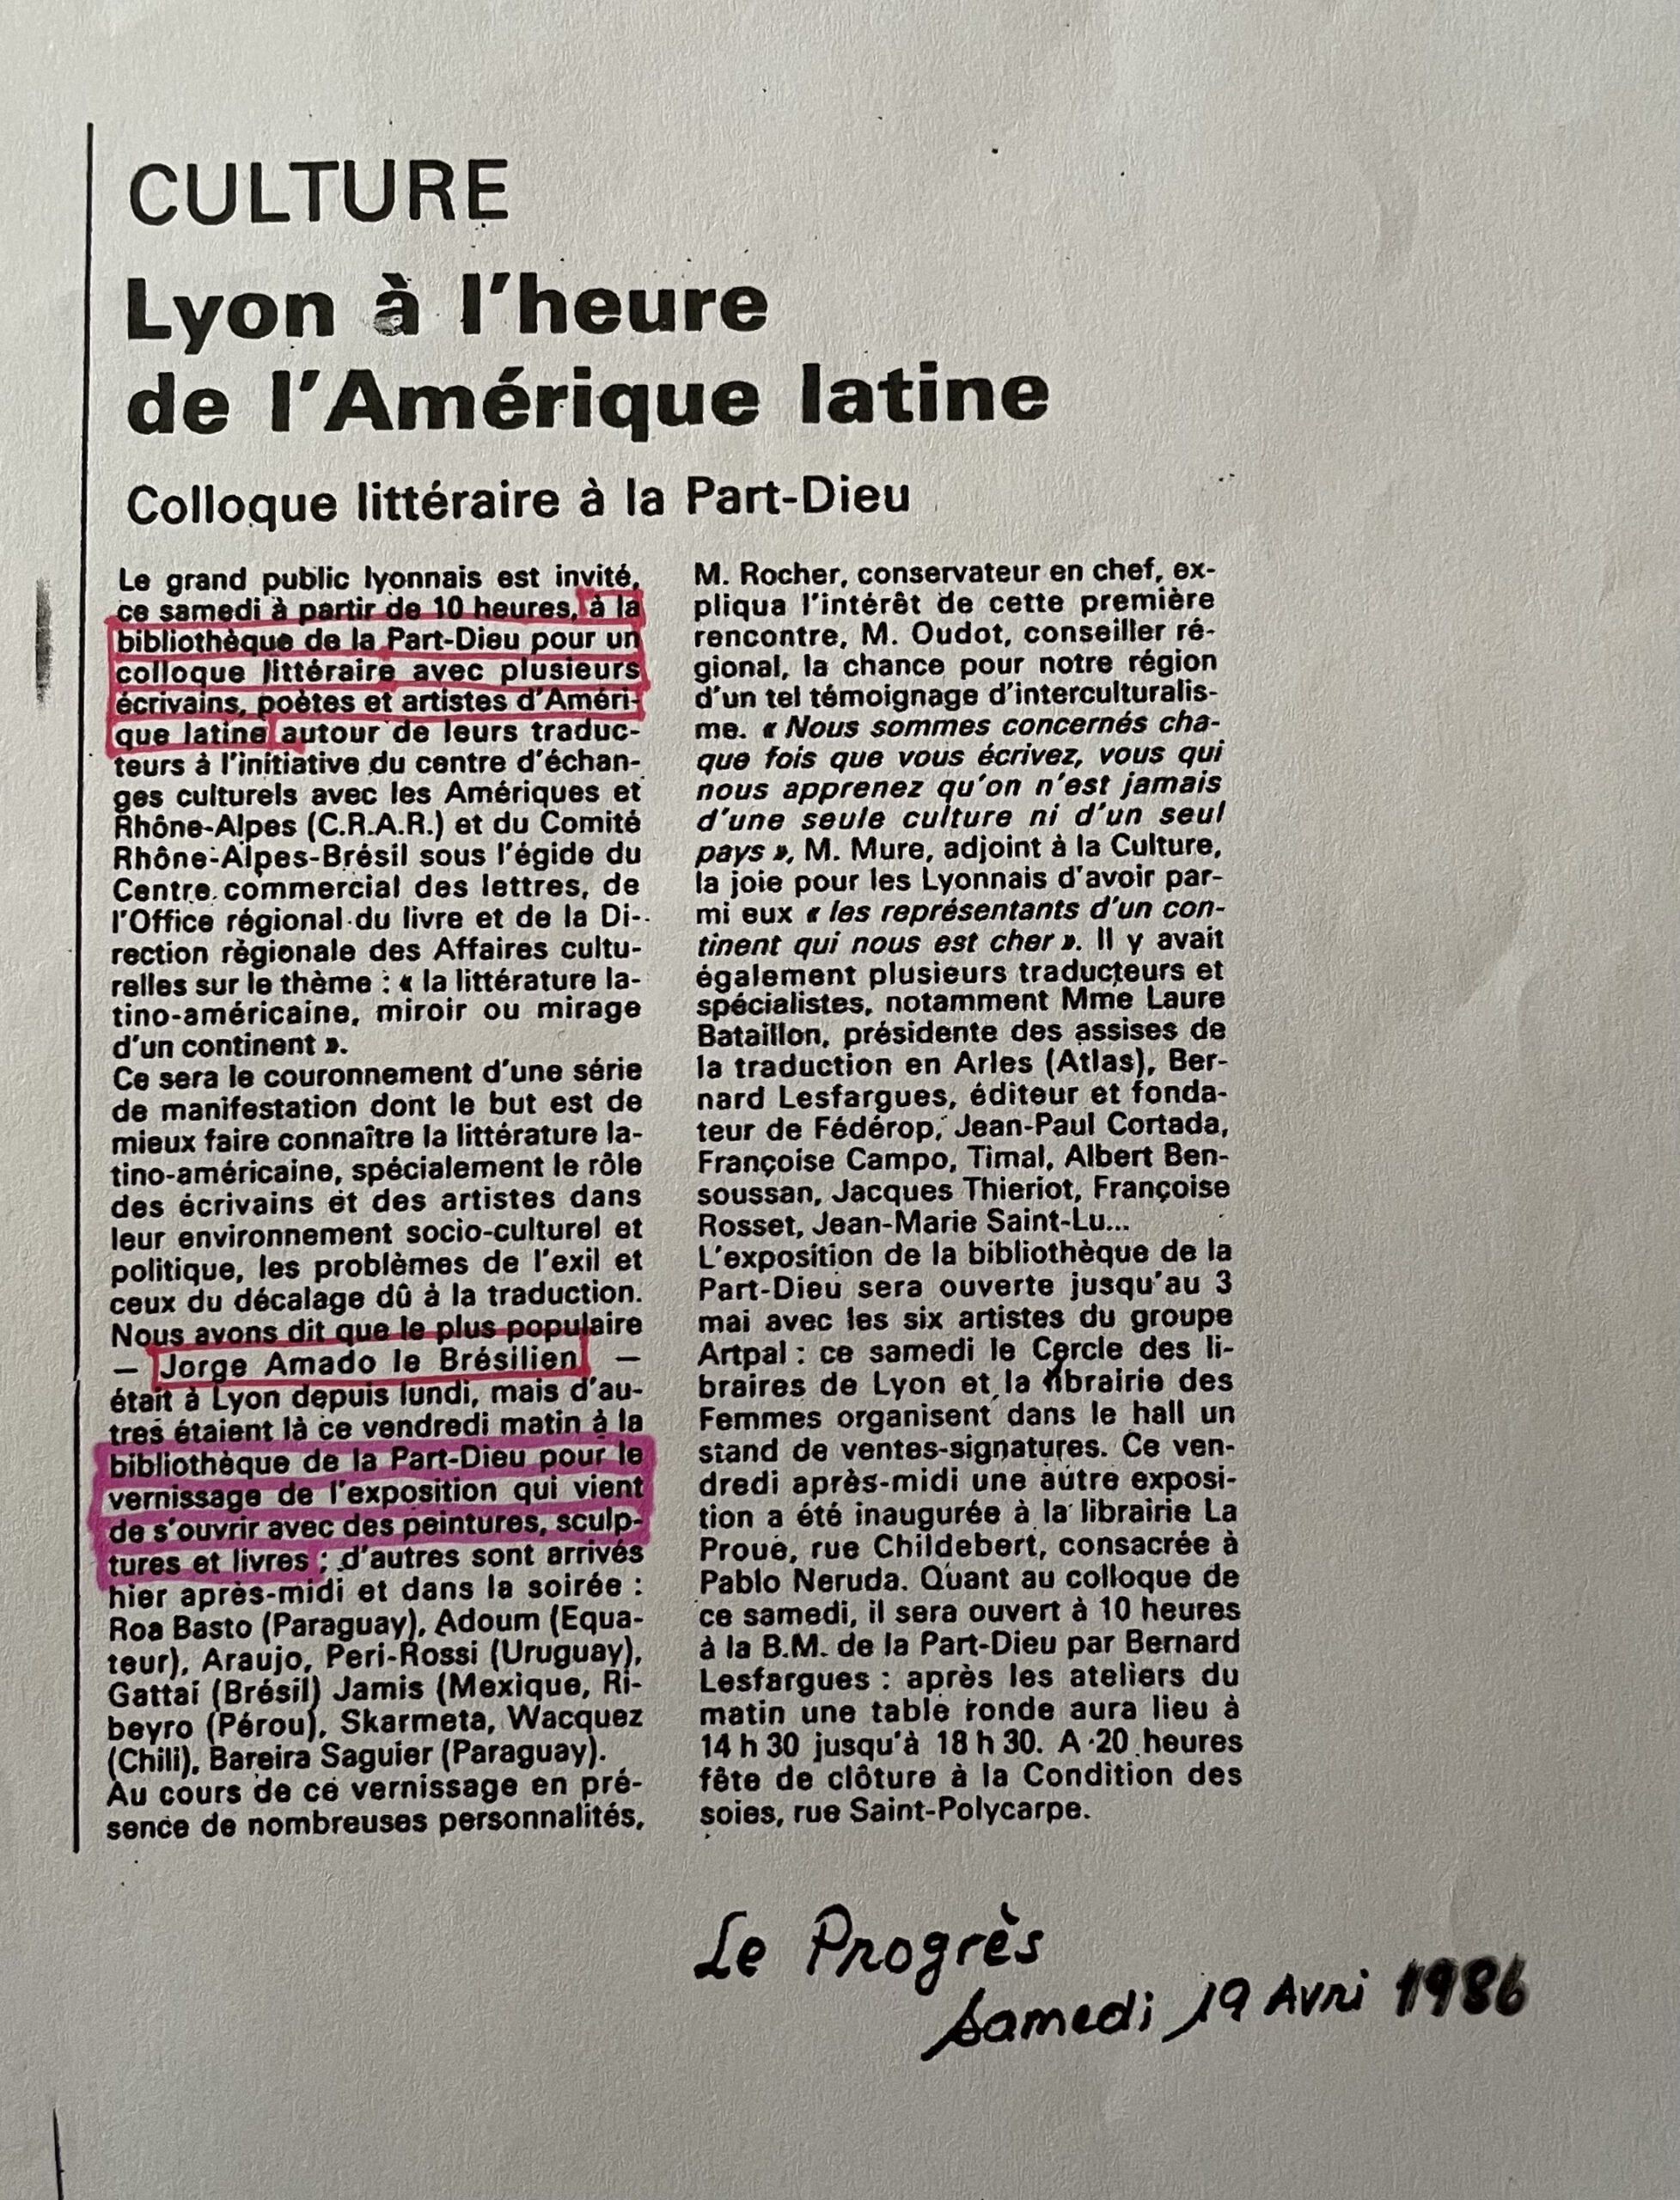 CULTURE
Lyon à l'heure
de l'Amérique latine
Colloque littéraire à la Part-Dieu
Le grand public lyonnais est invité,
ce samedi à partir de 10 heures, à la
bibliothèque de la Part-Dieu pour un
colloque littéraire avec plusieurs
écrivains, poètes et artistes d'Améri-
que latine autour de leurs traduc-
teurs à l'initiative du centre d'échan-
ges culturels avec les Amériques et
Rhône-Alpes (C.R.A.R.) et du Comité
Rhône-Alpes-Brésil sous l'égide du
Centre commercial des lettres, de
l'Office régional du livre et de la Di-
rection règionale des Affaires cultu-
relles sur le thème : « la littérature la-
tino-américaine, miroir ou mirage
d'un continent ».
Ce sera le couronnement d'une série
de manifestation dont le but est de
mieux faire connaître la littérature la-
tino-américaine, spécialement le rôle
des écrivains et des artistes dans
leur environnement socio-culturel et
politique, les problèmes de l'exil et
ceux du décalage dû à la traduction.
Nous avons dit que le plus populaire
— Jorge Amado le Brésilien —
était à Lyon depuis lundi, mais d'au-
tres étaient là ce vendredi matin à la
bibliothèque de la Part-Dieu pour le
vernissage de l'exposition qui vient
de s'ouvrir avec des peintures, sculp-
tures et livres ; d'autres sont arrivés
hier après-midi et dans la soirée :
Roa Basto (Paraguay), Adoum (Equa-
teur), Araujo, Peri-Rossi (Uruguay),
Gattai (Brésil) Jamis (Mexique, Ri-
beyro (Pérou), Skarmeta, Wacquez
(Chili), Bareira Saguier (Paraguay).
Au cours de ce vernissage en pré-
sence de nombreuses personnalités,
M. Rocher, conservateur en chef, ex-
pliqua l'intérêt de cette première
rencontre, M. Oudot, conseiller ré-
gional, la chance pour notre région
d'un tel témoignage d'interculturalis-
me. « Nous sommes concernés cha-
que fois que vous écrivez, vous qui
nous apprenez qu'on n'est jamais
d'une seule culture ni d'un seul
pays », M. Mure, adjoint à la Culture,
la joie pour les Lyonnais d'avoir par-
mi eux « les représentants d'un con-
tinent qui nous est cher ». Il y avait
également plusieurs traducteurs et
spécialistes, notamment Mme Laure
Bataillon, présidente des assises de
la traduction en Arles (Atlas), Ber-
nard Lesfargues, éditeur et fonda-
teur de Fédérop, Jean-Paul Cortada,
Françoise Campo, Timal, Albert Ben-
soussan, Jacques Thieriot, Françoise
Rosset, Jean-Marie Saint-Lu...
L'exposition de la bibliothèque de la
Part-Dieu sera ouverte jusqu'au 3
mai avec les six artistes du groupe
Artpal : ce samedi le Cercle des li-
braires de Lyon et la librairie des
Femmes organisent dans le hall un
stand de ventes-signatures. Ce ven-
dredi après-midi une autre exposi-
tion a été inaugurée à la librairie La
Proue, rue Childebert, consacrée à
Pablo Neruda. Quant au colloque de
ce samedi, il sera ouvert à 10 heures
à la B.M. de la Part-Dieu par Bernard
Lesfargues : après les ateliers du
matin une table ronde aura lieu à
14 h 30 jusqu'à 18 h 30. A 20 heures
fête de clôture à la Condition des
soies, rue Saint-Polycarpe.
Le Progrès
Samedi 19 Avri 1986